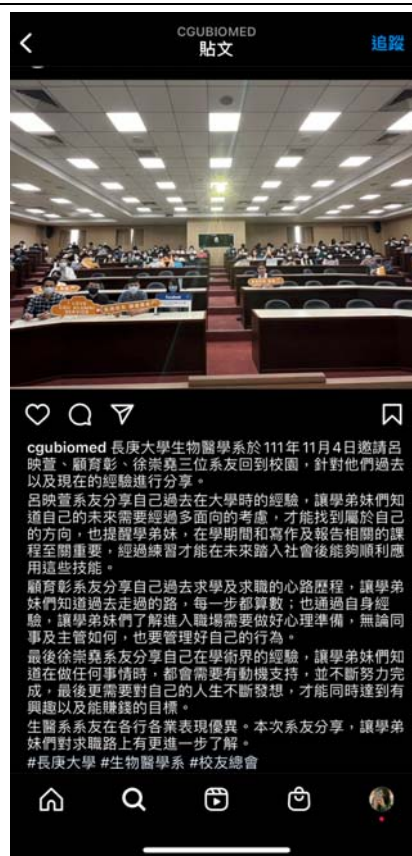 CGUBIOMED
貼文
追蹤
cgubiomed 長庚大學生物醫學系於111年11月4日邀請呂
映萱、顧育彰、徐崇堯三位系友回到校園，針對他們過去
以及現在的經驗進行分享。
呂映萱系友分享自己過去在大學時的經驗，讓學弟妹們知
道自己的未來需要經過多面向的考慮，才能找到屬於自己
的方向，也提醒學弟妹，在學期間和寫作及報告相關的課
程至關重要，經過練習才能在未來踏入社會後能夠順利應
用這些技能。
顧育彰系友分享自己過去求學及求職的心路歷程，讓學弟
妹們知道過去走過的路，每一步都算數；也通過自身經
驗，讓學弟妹們了解進入職場需要做好心理準備，無論同
事及主管如何，也要管理好自己的行為。
最後徐崇堯系友分享自己在學術界的經驗，讓學弟妹們知
道在做任何事情時，都會需要有動機支持，並不斷努力完
成，最後更需要對自己的人生不斷發想，才能同時達到有
興趣以及能賺錢的目標。
生醫系系友在各行各業表現優異。本次系友分享，讓學弟
妹們對求職路上有更進一步了解。
#長庚大學 #生物醫學系 #校友總會